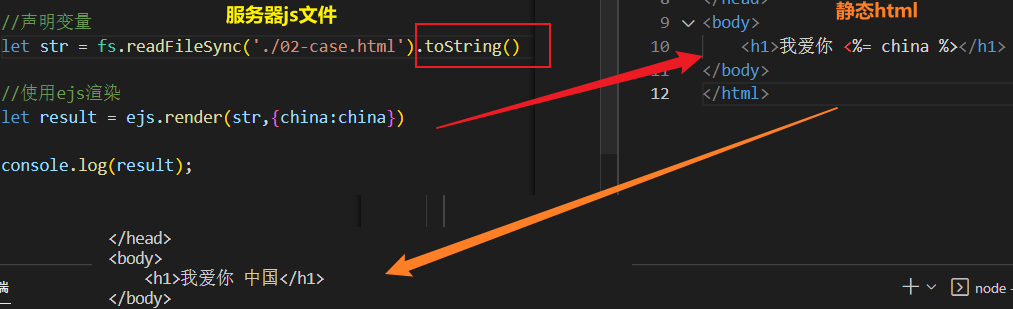 服务器js文件
//声明变量
let str = fs.readFileSync('./02-case.html').toString()
//使用ejs渲染
let result = ejs.render(str,{china:china})
console.log(result);
静态html
8 </head>
9 <body>
10 <h1>我爱你 <%= china %></h1>
11 </body>
12 </html>
</head>
<body>
<h1>我爱你 中国</h1>
</body>
端
node